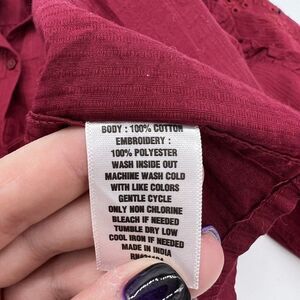 BODY : 100% COTTON
EMBROIDERY :
100% POLYESTER
WASH INSIDE OUT
MACHINE WASH COLD
WITH LIKE COLORS
GENTLE CYCLE
ONLY NON CHLORINE
BLEACH IF NEEDED
TUMBLE DRY LOW
COOL IRON IF NEEDED
MADE IN INDIA